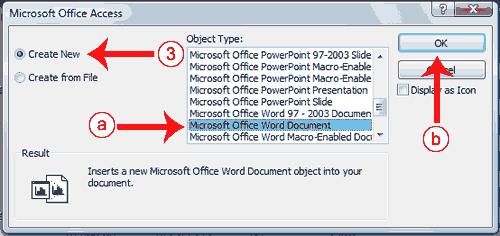 Microsoft Office Access
Create New
3
Create from File
Object Type:
Microsoft Office PowerPoint 97-2003 Slide
Microsoft Office PowerPoint Macro-Enable
Microsoft Office PowerPoint Macro-Enable
Microsoft Office PowerPoint Presentation
Microsoft Office PowerPoint Slide
Microsoft Office Word 97 - 2003 Documen
Microsoft Office Word Document
Microsoft Office Word Macro-Enabled Docu
a
OK
Display as Icon
b
Result
Inserts a new Microsoft Office Word Document object into your
document.